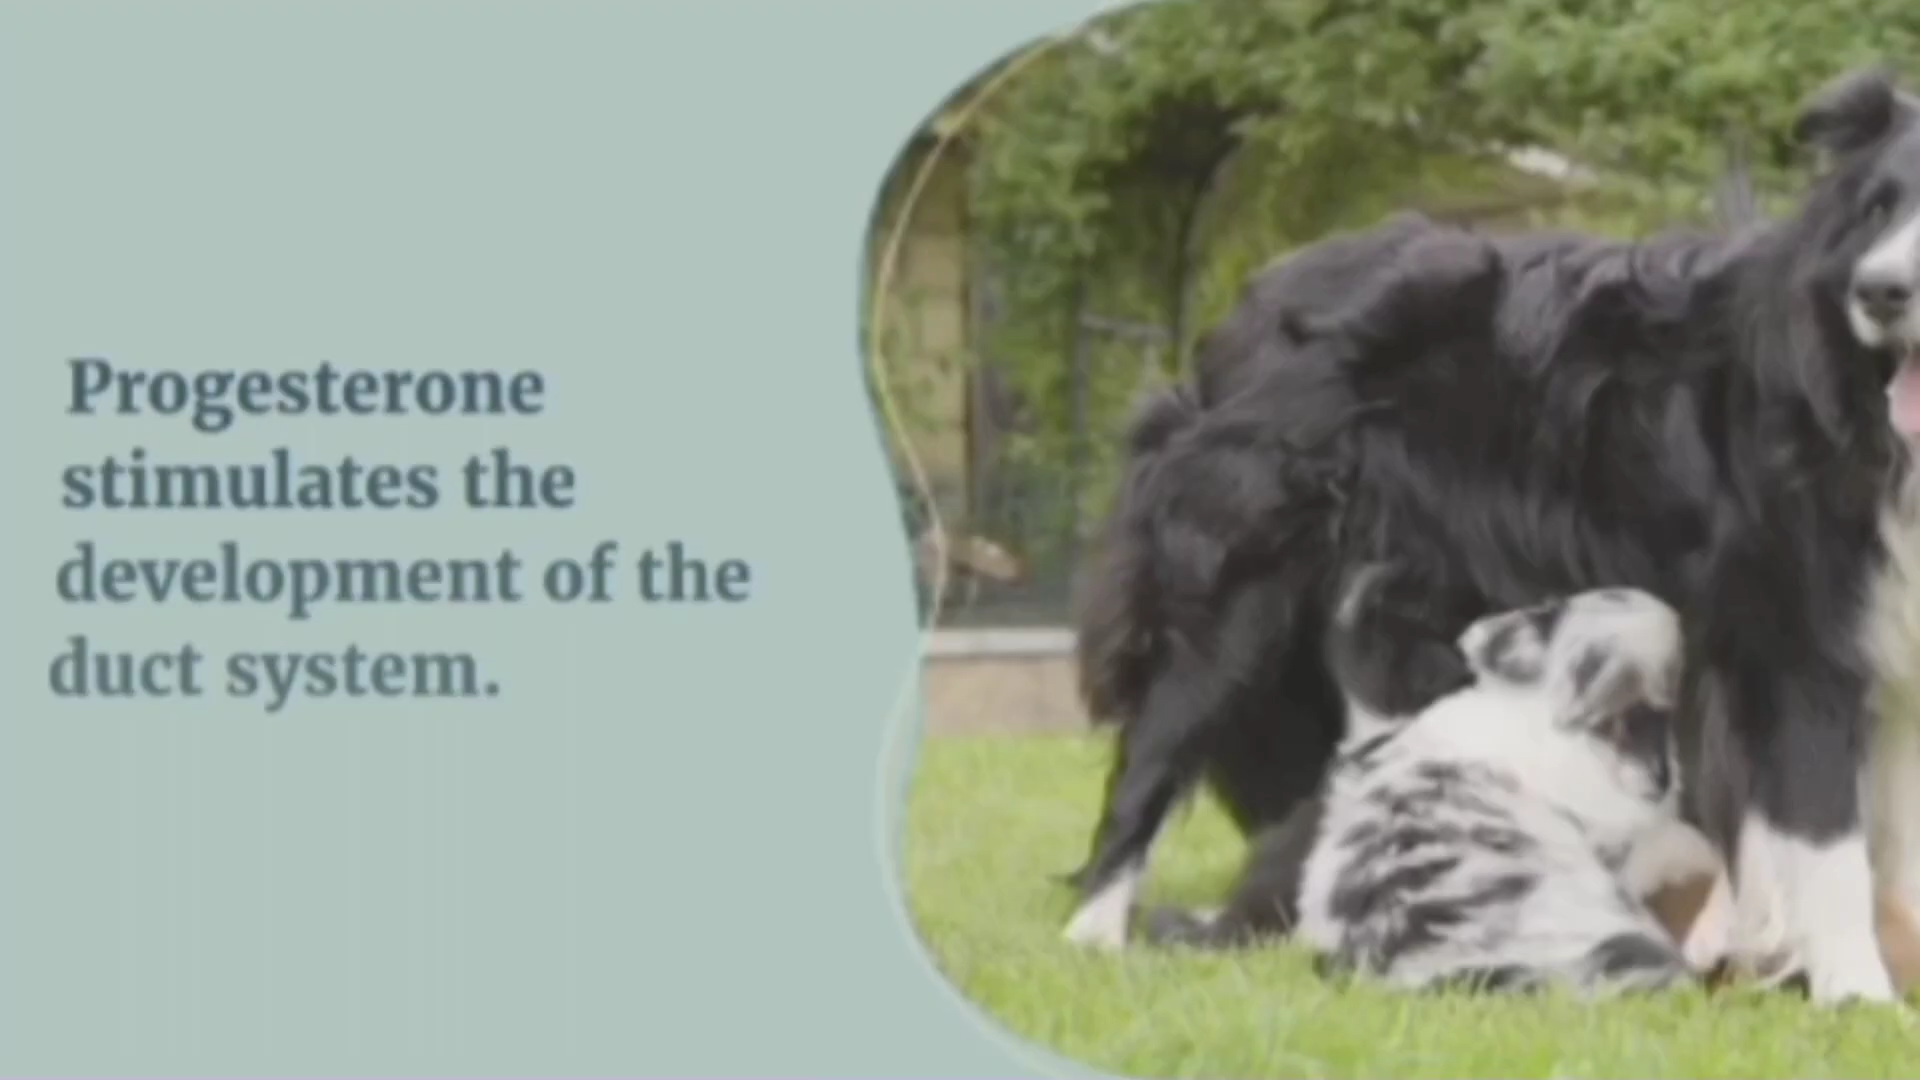 Progesterone
stimulates the
development of the
duct system.